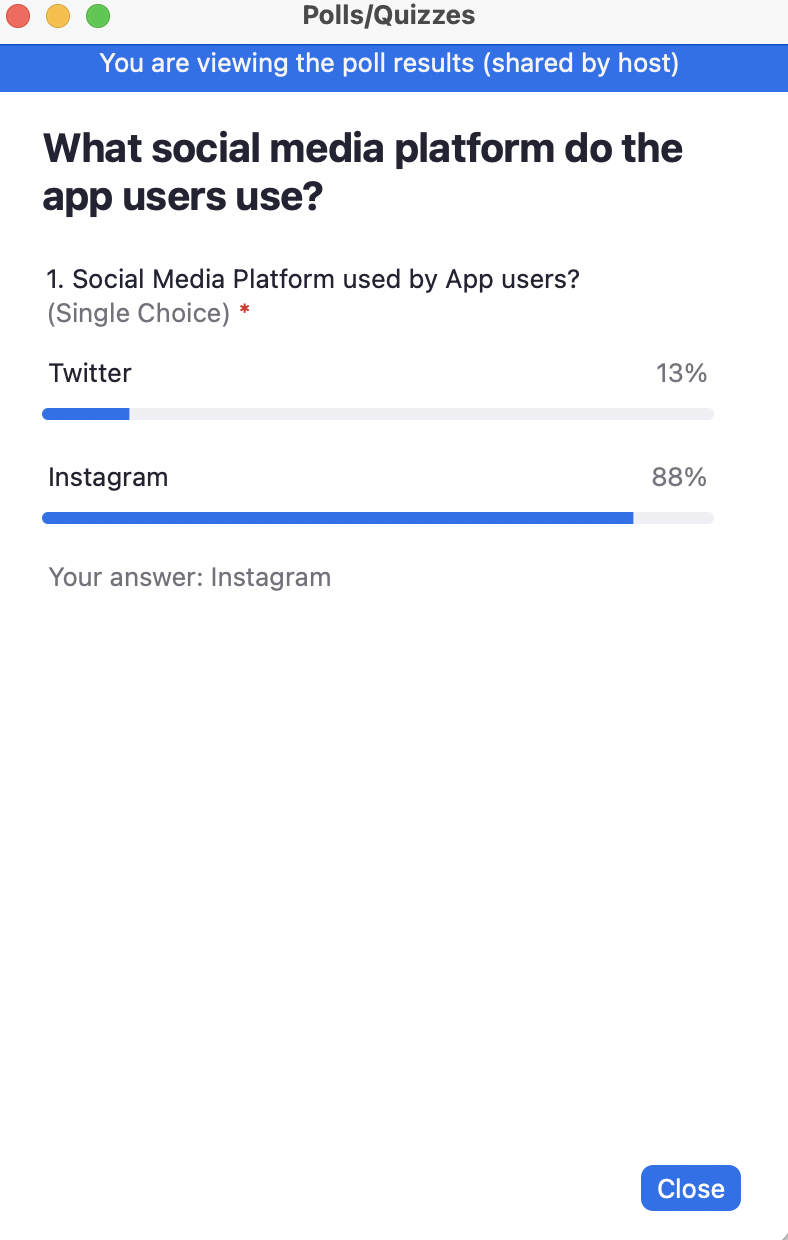 Polls/Quizzes
You are viewing the poll results (shared by host)
What social media platform do the
app users use?
1. Social Media Platform used by App users?
(Single Choice) *
Twitter 13%
Instagram 88%
Your answer: Instagram
Close